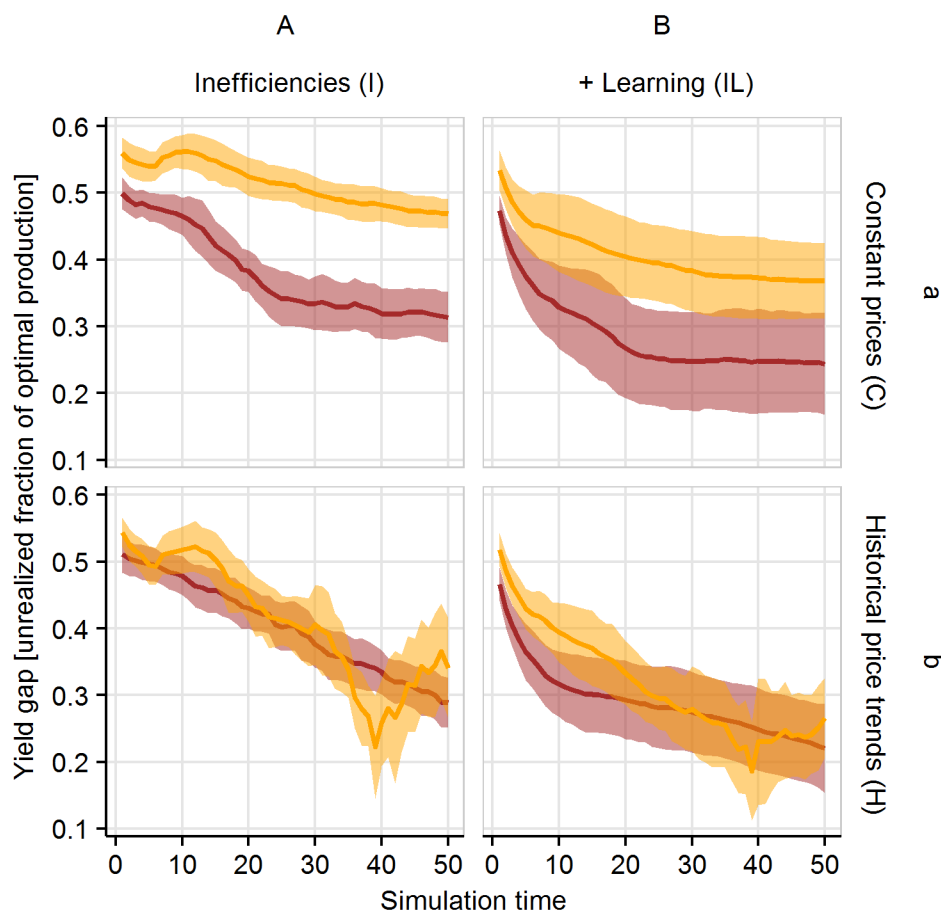 A
B
Inefficiencies (I)
+ Learning (IL)
Yield gap [unrealized fraction of optimal production]
0.6
0.5
0.4
0.3
0.2
0.1
Constant prices (C)
a
0.6
0.5
0.4
0.3
0.2
0.1
Historical price trends (H)
b
0
10
20
30
40
50
0
10
20
30
40
50
Simulation time